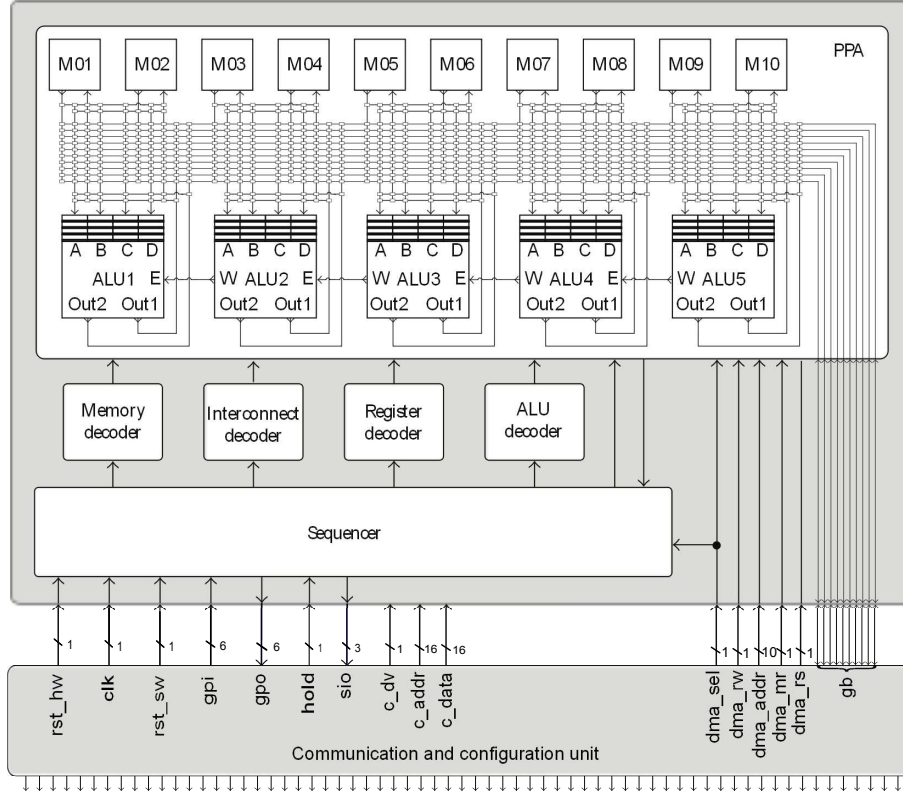 M01 M02 M03 M04 M05 M06 M07 M08 M09 M10 PPA
A B C D A B C D A B C D A B C D A B C D
ALU1 E W ALU2 E W ALU3 E W ALU4 E W ALU5
Out2 Out1 Out2 Out1 Out2 Out1 Out2 Out1 Out2 Out1
Memory decoder
Interconnect decoder
Register decoder
ALU decoder
Sequencer
1 1 1 6 6 1 3 1 16 16 1 1 10 1 1
rst_hw clk rst_sw gpi gpo hold sio c_dv c_addr c_data dma_sel dma_rw dma_addr dma_mr dma_rs gb
Communication and configuration unit